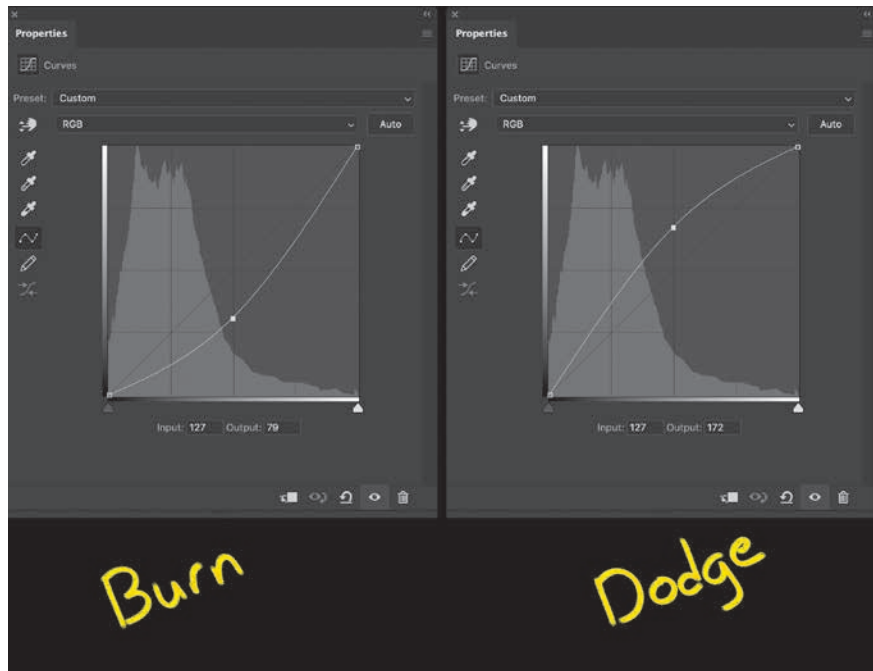 Properties
Curves
Preset: Custom
RGB Auto
Input: 127 Output: 79
Burn
Properties
Curves
Preset: Custom
RGB Auto
Input: 127 Output: 172
Dodge